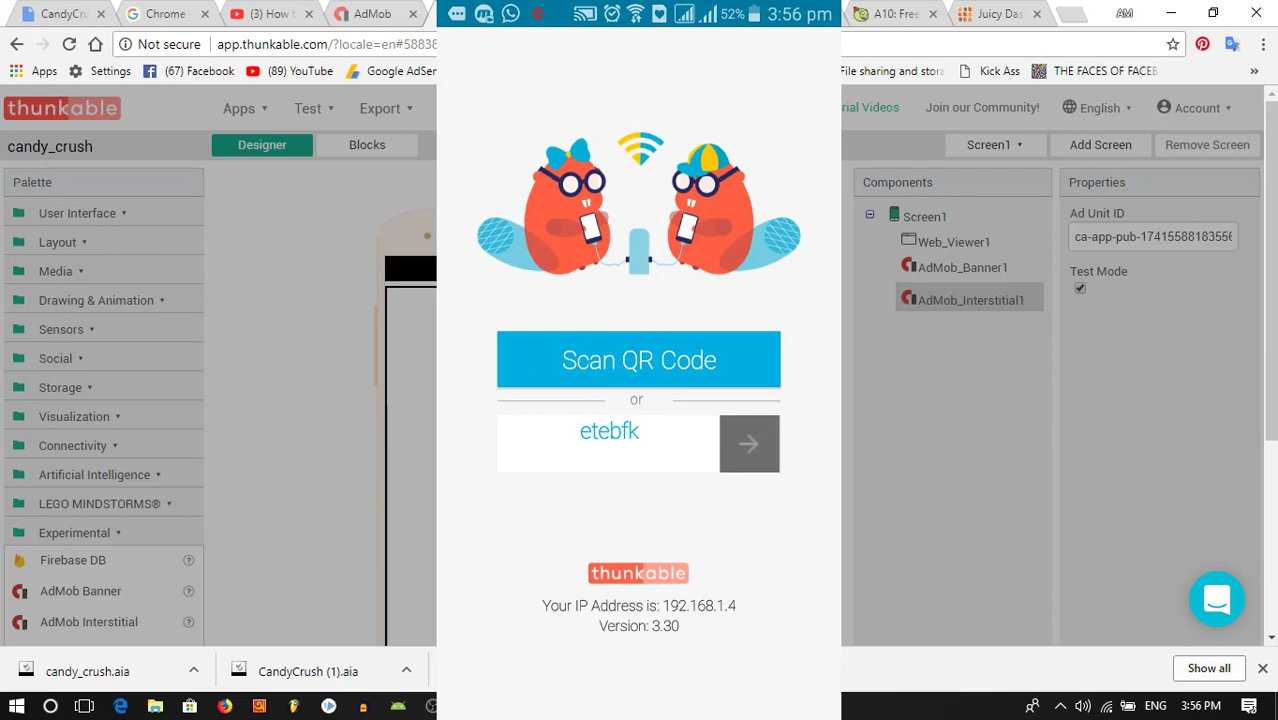 CandyCru
Chrome
(3) How t
AdMob
52% 3:56 pm
A10: Free
Juicy Das
AM
Not secure
app.thunkable.com/?locale=en#58838
Apps
Settings
(67) Facebook
(89) YouTube
Google AdSen
File sharing and stora
Kick Ass
THE FACES OF FACEB
thunkable
Apps
Test
Export
rial Videos
Join our Community!
English
Account
candy_crush
Designer
Blocks
Screen1
Add Screen
Remove Screen
Palette
Components
Properties
User Interface
Layout
Media
Drawing & Animation
Sensors
Social
Storage
Visualization
Connectivity
Artificial Intelligence
LEGO MINDSTORMS®
Experimental
Firebase DB
AdMob Banner
AdMob Interstitial
Scan QR Code
or
etebfk
thunkable
Your IP Address is: 192.168.1.4
Version: 3.30
Screen1
Web_Viewer1
AdMob_Banner1
AdMob_Interstitial1
Ad Unit ID
ca-app-pub-17415588183556
Test Mode
candy_crush.aia
CandyCrush (1).aia
Show all
ENG
3:56 PM